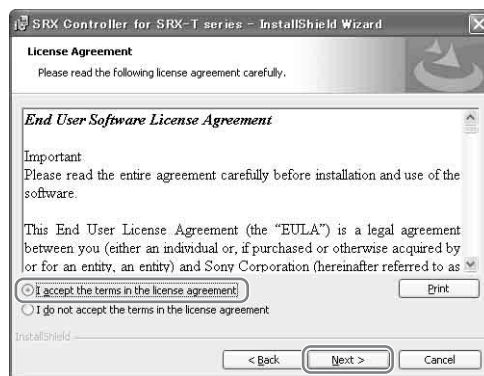 SRX Controller for SRX-T series - InstallShield Wizard
License Agreement
Please read the following license agreement carefully.
End User Software License Agreement
Important
Please read the entire agreement carefully before installation and use of the
software.
This End User License Agreement (the “EULA”) is a legal agreement
between you (either an individual or, if purchased or otherwise acquired by
or for an entity, an entity) and Sony Corporation (hereinafter referred to as
I accept the terms in the license agreement
Print
I do not accept the terms in the license agreement
InstallShield
< Back
Next >
Cancel